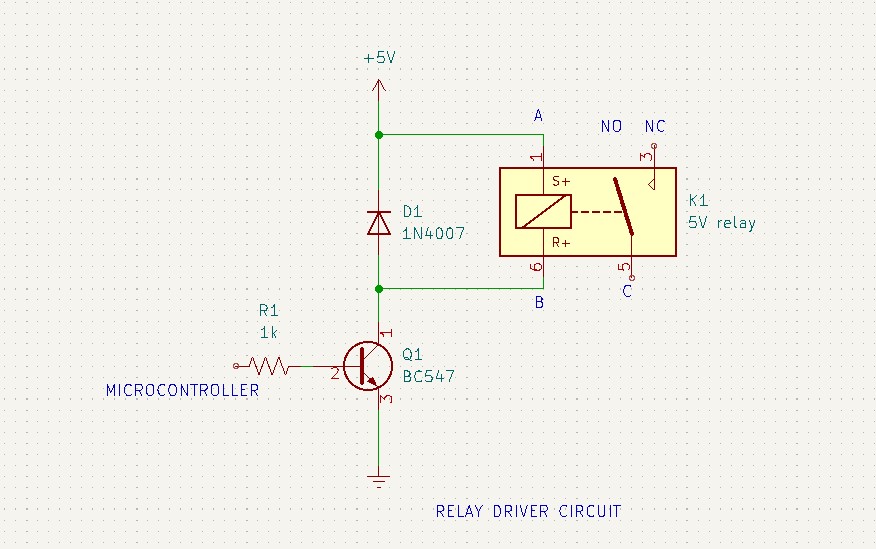 +5V
A
NO NC
1
3
S+
K1
D1
5V relay
1N4007
R+
6
5
C
B
R1
1k
1
Q1
2
BC547
MICROCONTROLLER
3
RELAY DRIVER CIRCUIT